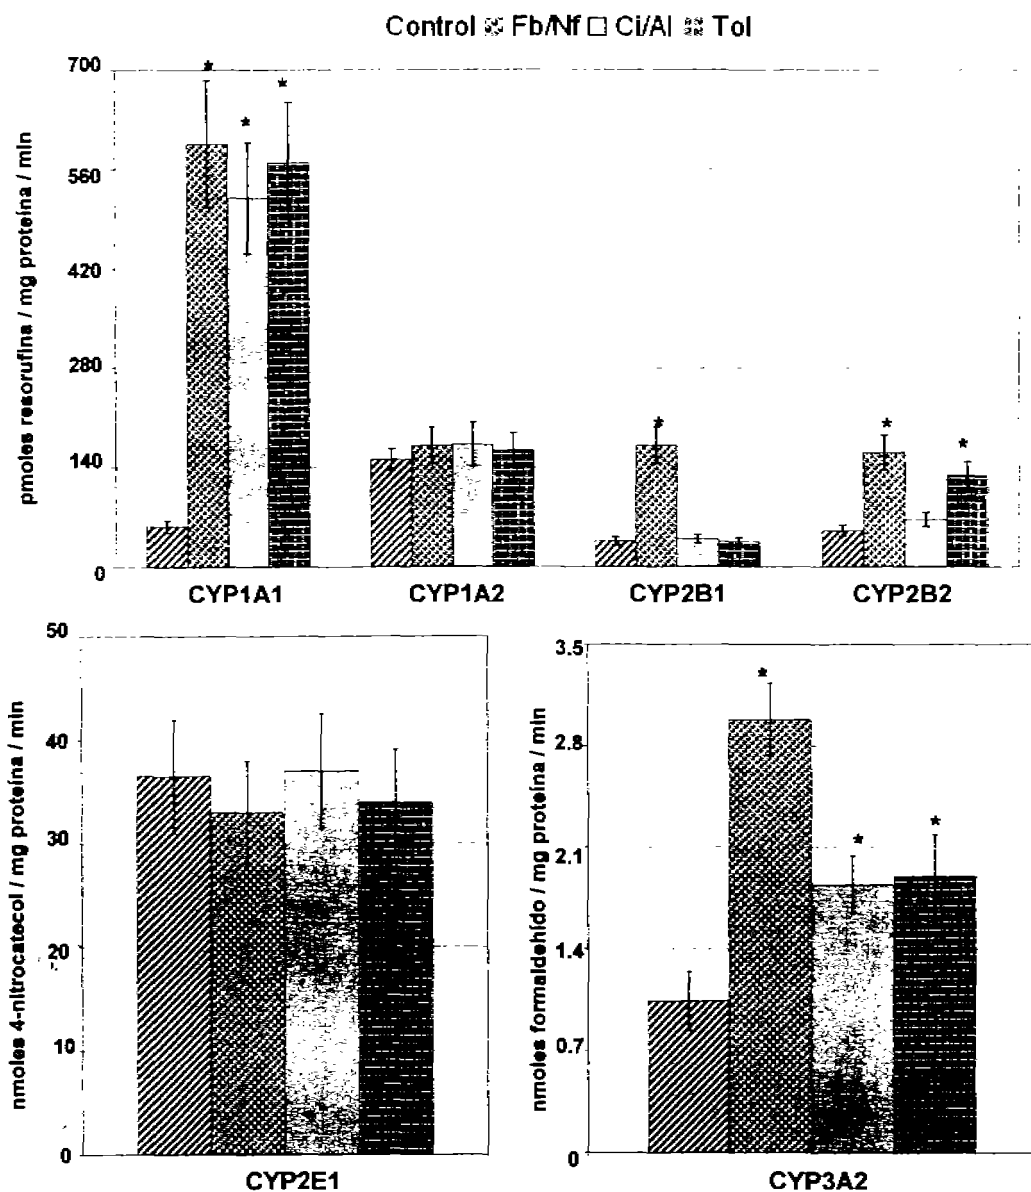 Control Fb/Nf Ci/Al Tol
pmoles resorufina / mg proteína / min
700
560
420
280
140
0
* * * * * *
CYP1A1 CYP1A2 CYP2B1 CYP2B2
nmoles 4-nitrocatecol / mg proteína / min
50
40
30
20
10
0
CYP2E1
nmoles formaldehído / mg proteína / min
3.5
2.8
2.1
1.4
0.7
0
* * *
CYP3A2